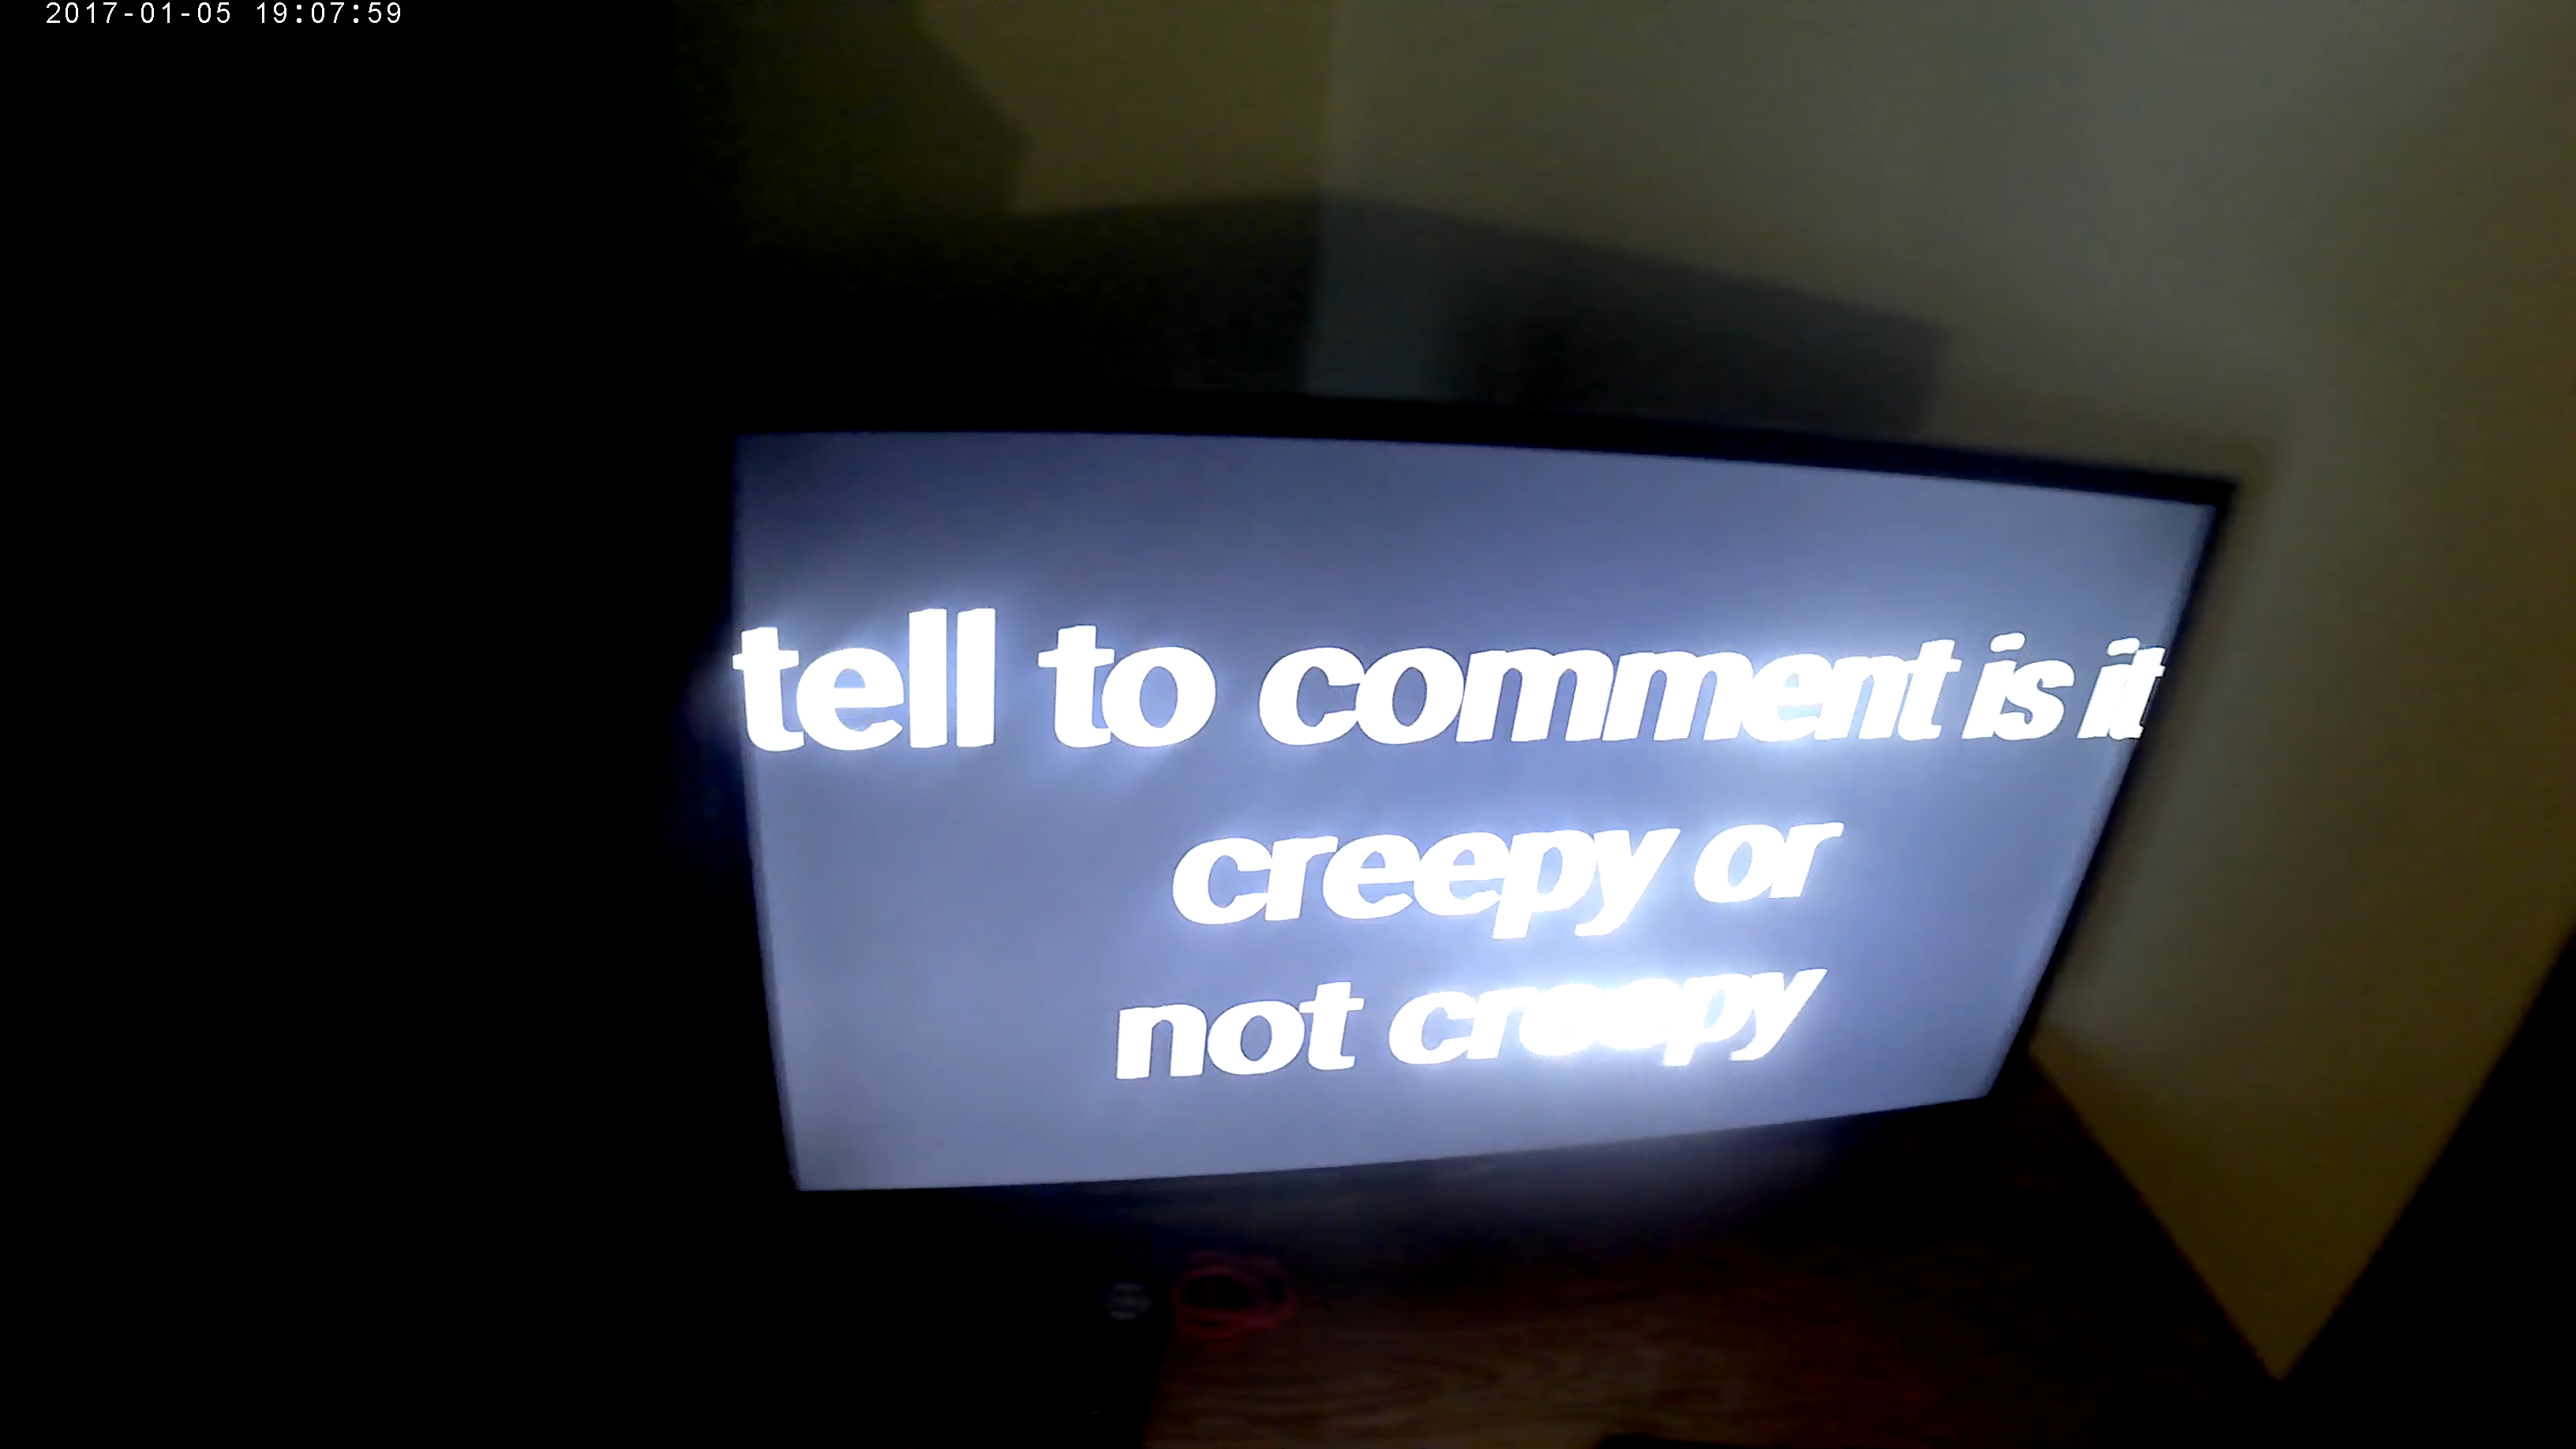 2017-01-05 19:07:59
tell to comment is it
creepy or
not creepy